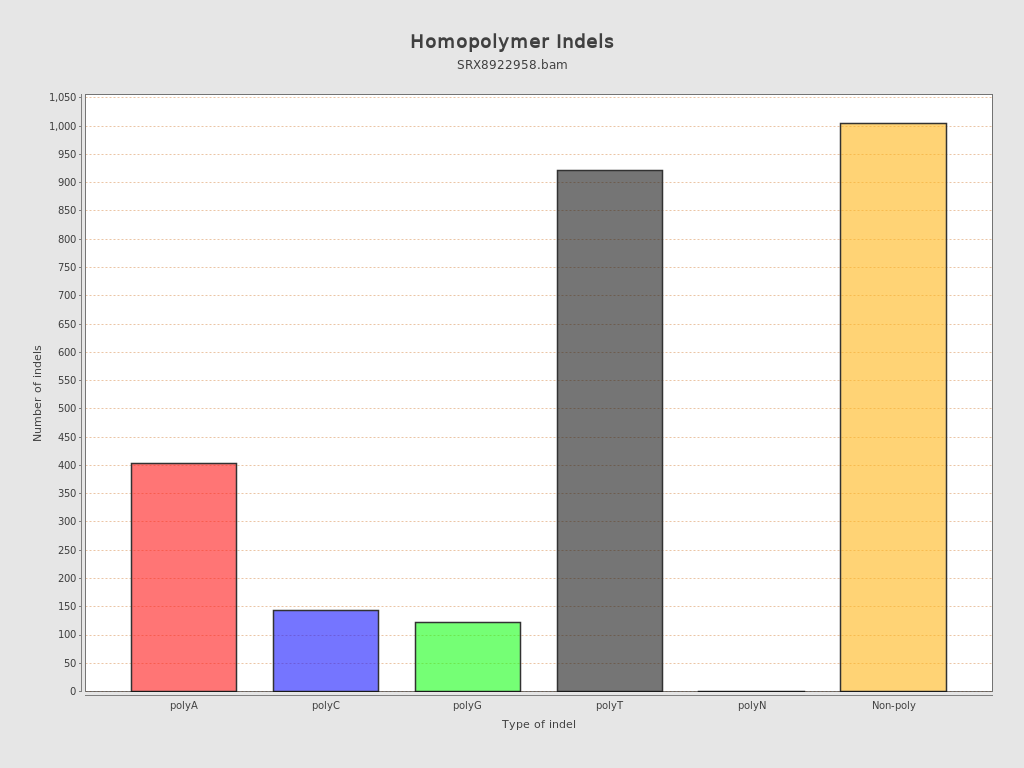 Homopolymer Indels
SRX8922958.bam
1,050
1,000
950
900
850
800
750
700
650
600
550
500
450
400
350
300
250
200
150
100
50
0
Number of indels
polyA
polyC
polyG
polyT
polyN
Non-poly
Type of indel